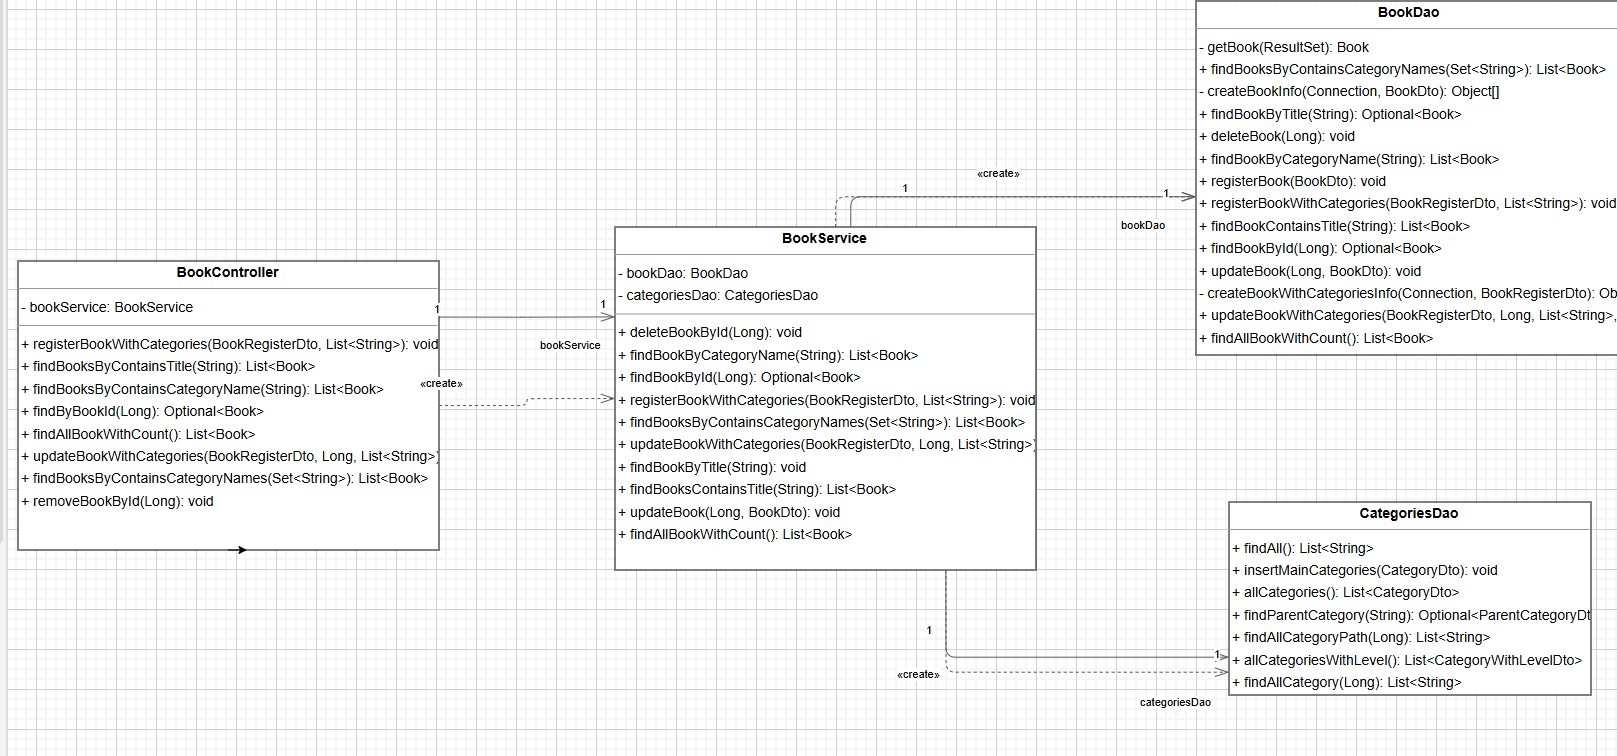 BookDao
- getBook(ResultSet): Book
+ findBooksByContainsCategoryNames(Set<String>): List<Book>
- createBookInfo(Connection, BookDto): Object[]
+ findBookByTitle(String): Optional<Book>
+ deleteBook(Long): void
+ findBookByCategoryName(String): List<Book>
+ registerBook(BookDto): void
+ registerBookWithCategories(BookRegisterDto, List<String>): void
+ findBookContainsTitle(String): List<Book>
+ findBookById(Long): Optional<Book>
+ updateBook(Long, BookDto): void
- createBookWithCategoriesInfo(Connection, BookRegisterDto): Ob
+ updateBookWithCategories(BookRegisterDto, Long, List<String>,
+ findAllBookWithCount(): List<Book>
«create»
1
1
bookDao
BookService
- bookDao: BookDao
- categoriesDao: CategoriesDao
+ deleteBookById(Long): void
+ findBookByCategoryName(String): List<Book>
+ findBookById(Long): Optional<Book>
+ registerBookWithCategories(BookRegisterDto, List<String>): void
+ findBooksByContainsCategoryNames(Set<String>): List<Book>
+ updateBookWithCategories(BookRegisterDto, Long, List<String>)
+ findBookByTitle(String): void
+ findBooksContainsTitle(String): List<Book>
+ updateBook(Long, BookDto): void
+ findAllBookWithCount(): List<Book>
BookController
- bookService: BookService
+ registerBookWithCategories(BookRegisterDto, List<String>): void
+ findBooksByContainsTitle(String): List<Book>
+ findBooksByContainsCategoryName(String): List<Book>
+ findByBookId(Long): Optional<Book>
+ findAllBookWithCount(): List<Book>
+ updateBookWithCategories(BookRegisterDto, Long, List<String>)
+ findBooksByContainsCategoryNames(Set<String>): List<Book>
+ removeBookById(Long): void
1
1
bookService
«create»
CategoriesDao
+ findAll(): List<String>
+ insertMainCategories(CategoryDto): void
+ allCategories(): List<CategoryDto>
+ findParentCategory(String): Optional<ParentCategoryDt
+ findAllCategoryPath(Long): List<String>
+ allCategoriesWithLevel(): List<CategoryWithLevelDto>
+ findAllCategory(Long): List<String>
1
1
«create»
categoriesDao